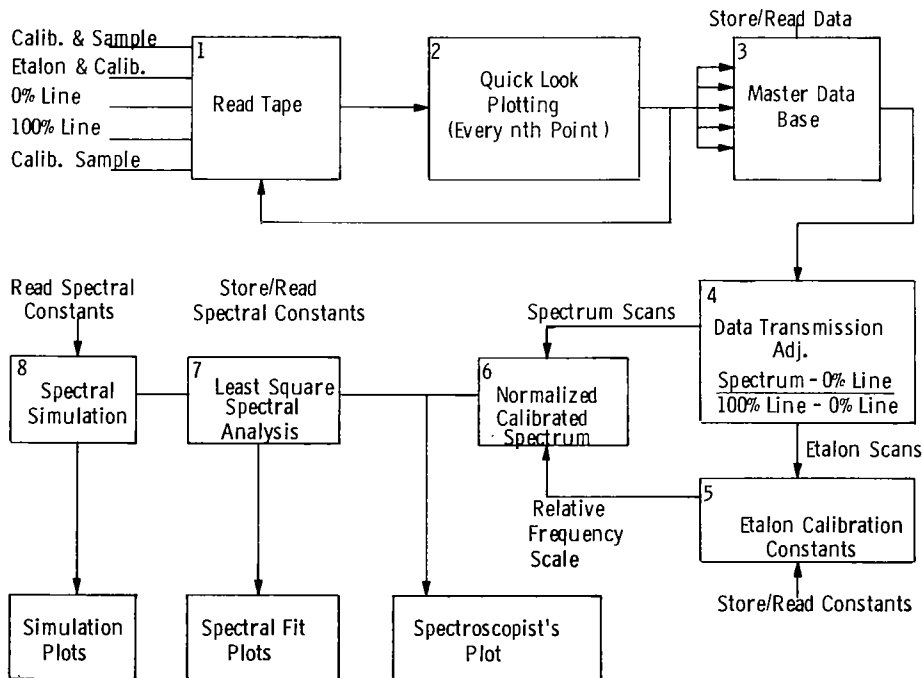 Calib. & Sample
Etalon & Calib.
0% Line
100% Line
Calib. Sample
1
Read Tape
2
Quick Look
Plotting
(Every nth Point)
Store/Read Data
3
Master Data
Base
4
Data Transmission
Adj.
Spectrum - 0% Line
100% Line - 0% Line
Spectrum Scans
Etalon Scans
5
Etalon Calibration
Constants
Store/Read Constants
Relative
Frequency
Scale
6
Normalized
Calibrated
Spectrum
Store/Read
Spectral Constants
7
Least Square
Spectral
Analysis
Read Spectral
Constants
8
Spectral
Simulation
Simulation
Plots
Spectral Fit
Plots
Spectroscopist's
Plot